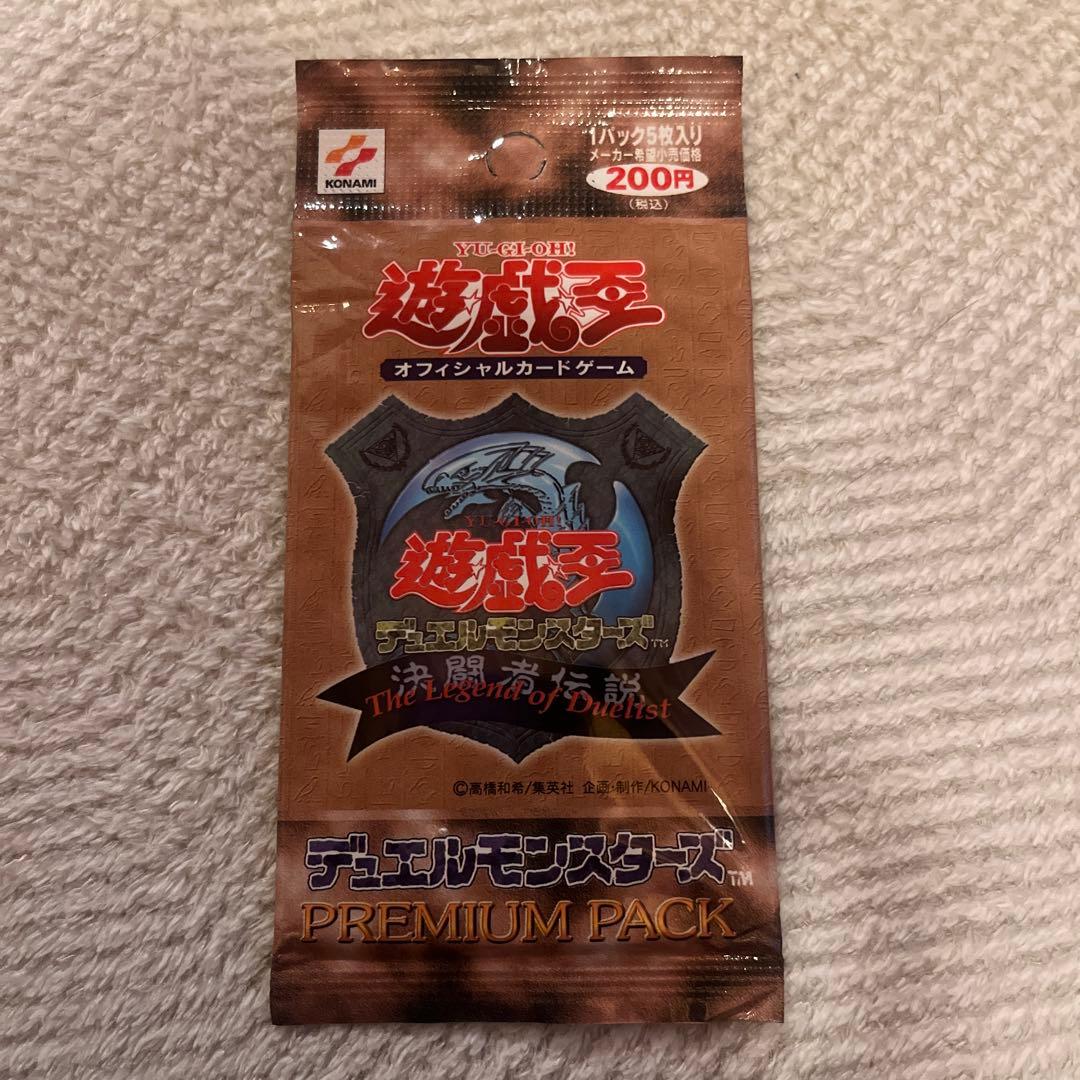 KONAMI
1パック5枚入り
メーカー希望小売価格
200円
(税込)
YU-GI-OH!
遊☆戯☆王
オフィシャルカードゲーム
YU-GI-OH!
遊☆戯☆王
デュエルモンスターズ™
決闘者伝説
The Legend of Duelist
©高橋和希/集英社 企画・制作/KONAMI
デュエルモンスターズ™
PREMIUM PACK